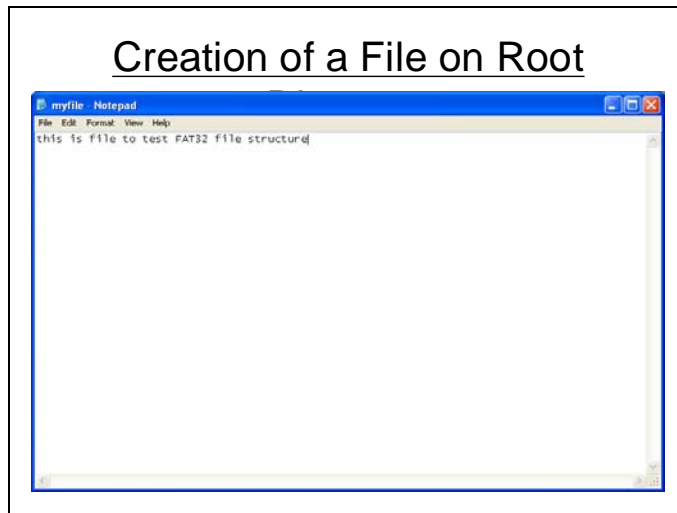 Creation of a File on Root
myfile - Notepad
File Edit Format View Help
this is file to test FAT32 file structure